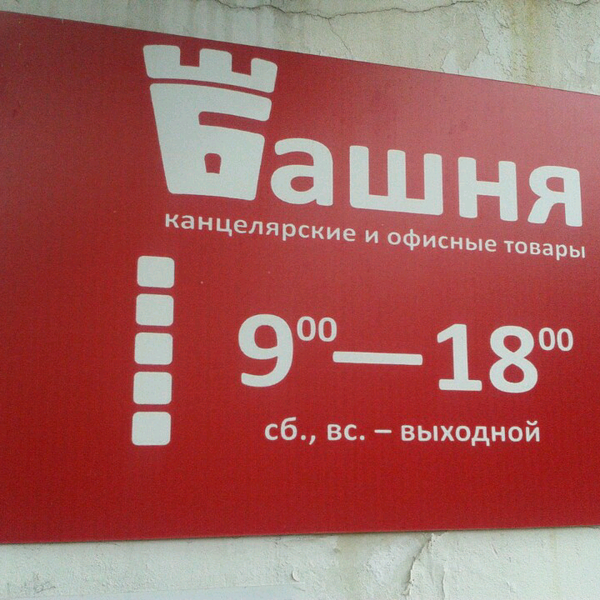 Башня
канцелярские и офисные товары
9⁰⁰—18⁰⁰
сб., вс. – выходной